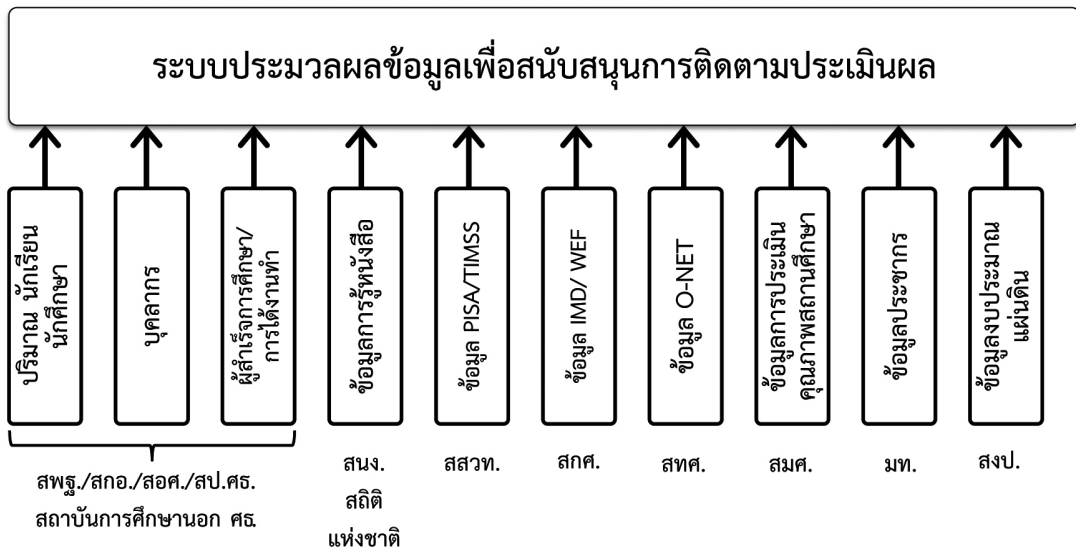 ระบบประมวลผลข้อมูลเพื่อสนับสนุนการติดตามประเมินผล
ปริมาณ นักเรียน
นักศึกษา
บุคลากร
ผู้สำเร็จการศึกษา/
การได้งานทำ
ข้อมูลการรู้หนังสือ
ข้อมูล PISA/TIMSS
ข้อมูล IMD/ WEF
ข้อมูล O-NET
ข้อมูลการประเมิน
คุณภาพสถานศึกษา
ข้อมูลประชากร
ข้อมูลงบประมาณ
แผ่นดิน
สพฐ./สกอ./สอศ./สป.ศธ.
สถาบันการศึกษานอก ศธ.
สนง.
สถิติ
แห่งชาติ
สสวท.
สกศ.
สทศ.
สมศ.
มท.
สงป.